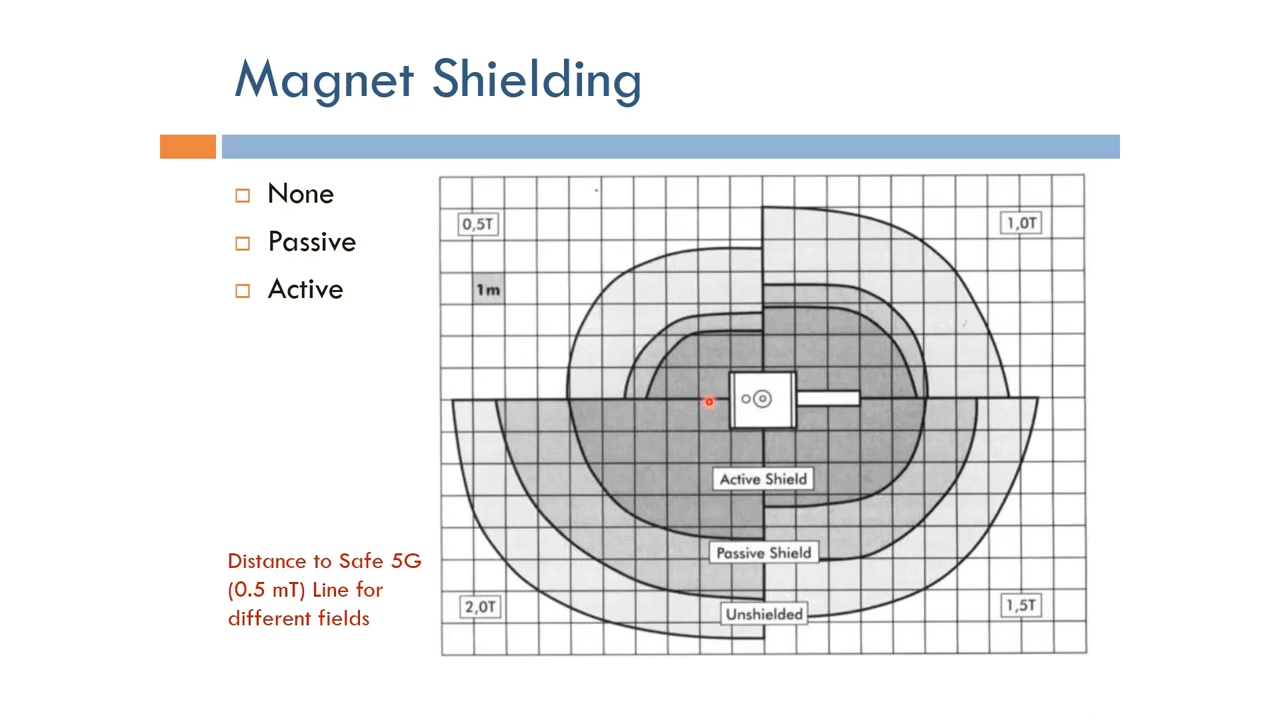 Magnet Shielding
None
Passive
Active
0,5T
1,0T
1m
Active Shield
Passive Shield
Unshielded
2,0T
1,5T
Distance to Safe 5G
(0.5 mT) Line for
different fields